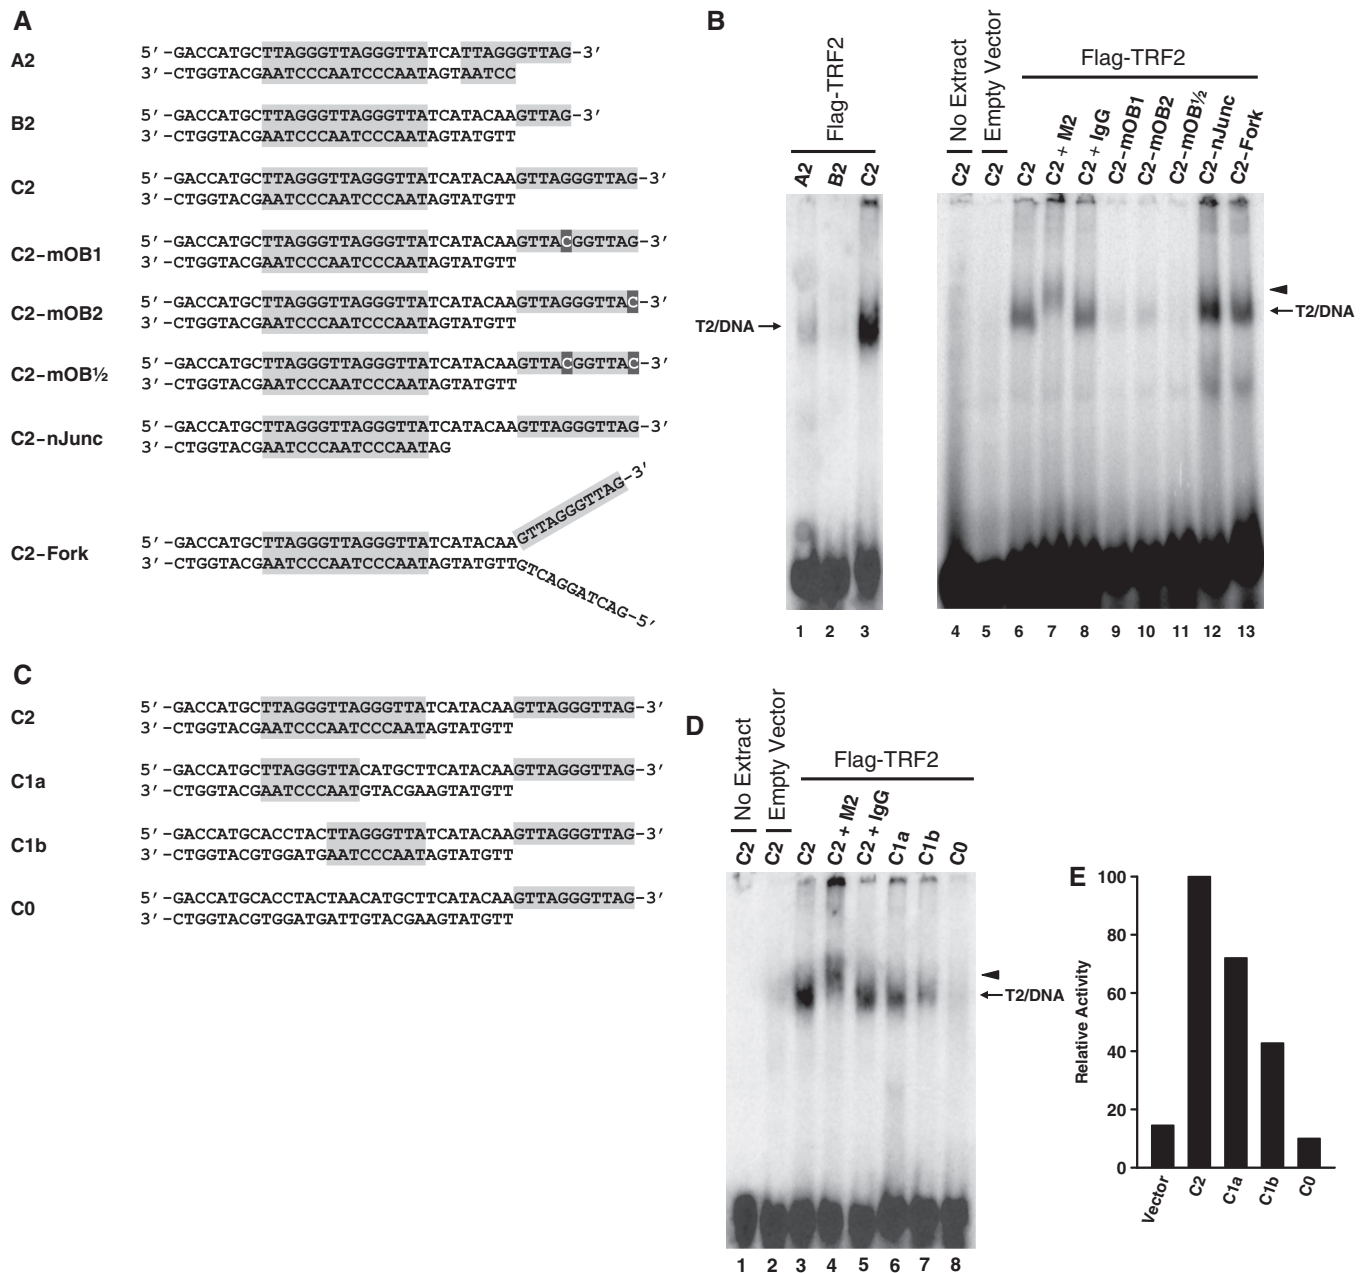 A
A2
5′-GACCATGCTTAGGGTTAGGGTTATCATTAGGGTTAG-3′
3′-CTGGTACGAATCCCAATCCCAATAGTAATCC
B2
5′-GACCATGCTTAGGGTTAGGGTTATCATACAAGTTAG-3′
3′-CTGGTACGAATCCCAATCCCAATAGTATGTT
C2
5′-GACCATGCTTAGGGTTAGGGTTATCATACAAGTTAGGGTTAG-3′
3′-CTGGTACGAATCCCAATCCCAATAGTATGTT
C2-mOB1
5′-GACCATGCTTAGGGTTAGGGTTATCATACAAGTTACGGTTAG-3′
3′-CTGGTACGAATCCCAATCCCAATAGTATGTT
C2-mOB2
5′-GACCATGCTTAGGGTTAGGGTTATCATACAAGTTAGGGTTAC-3′
3′-CTGGTACGAATCCCAATCCCAATAGTATGTT
C2-mOB½
5′-GACCATGCTTAGGGTTAGGGTTATCATACAAGTTACGGTTAC-3′
3′-CTGGTACGAATCCCAATCCCAATAGTATGTT
C2-nJunc
5′-GACCATGCTTAGGGTTAGGGTTATCATACAAGTTAGGGTTAG-3′
3′-CTGGTACGAATCCCAATCCCAATAG
C2-Fork
5′-GACCATGCTTAGGGTTAGGGTTATCATACAAGTTAGGGTTAG-3′
3′-CTGGTACGAATCCCAATCCCAATAGTATGTTGTCAGGATCAG-5′
B
Flag-TRF2
A2 B2 C2
T2/DNA
1 2 3
No Extract
Empty Vector
Flag-TRF2
C2 C2 C2 C2 + M2 C2 + IgG C2-mOB1 C2-mOB2 C2-mOB½ C2-nJunc C2-Fork
T2/DNA
4 5 6 7 8 9 10 11 12 13
C
C2
5′-GACCATGCTTAGGGTTAGGGTTATCATACAAGTTAGGGTTAG-3′
3′-CTGGTACGAATCCCAATCCCAATAGTATGTT
C1a
5′-GACCATGCTTAGGGTTACATGCTTCATACAAGTTAGGGTTAG-3′
3′-CTGGTACGAATCCCAATGTACGAAGTATGTT
C1b
5′-GACCATGCACCTACTTAGGGTTATCATACAAGTTAGGGTTAG-3′
3′-CTGGTACGTGGATGAATCCCAATAGTATGTT
C0
5′-GACCATGCACCTACTAACATGCTTCATACAAGTTAGGGTTAG-3′
3′-CTGGTACGTGGATGATTGTACGAAGTATGTT
D
No Extract
Empty Vector
Flag-TRF2
C2 C2 C2 C2 + M2 C2 + IgG C1a C1b C0
T2/DNA
1 2 3 4 5 6 7 8
E
Relative Activity
100
80
60
40
20
0
Vector C2 C1a C1b C0